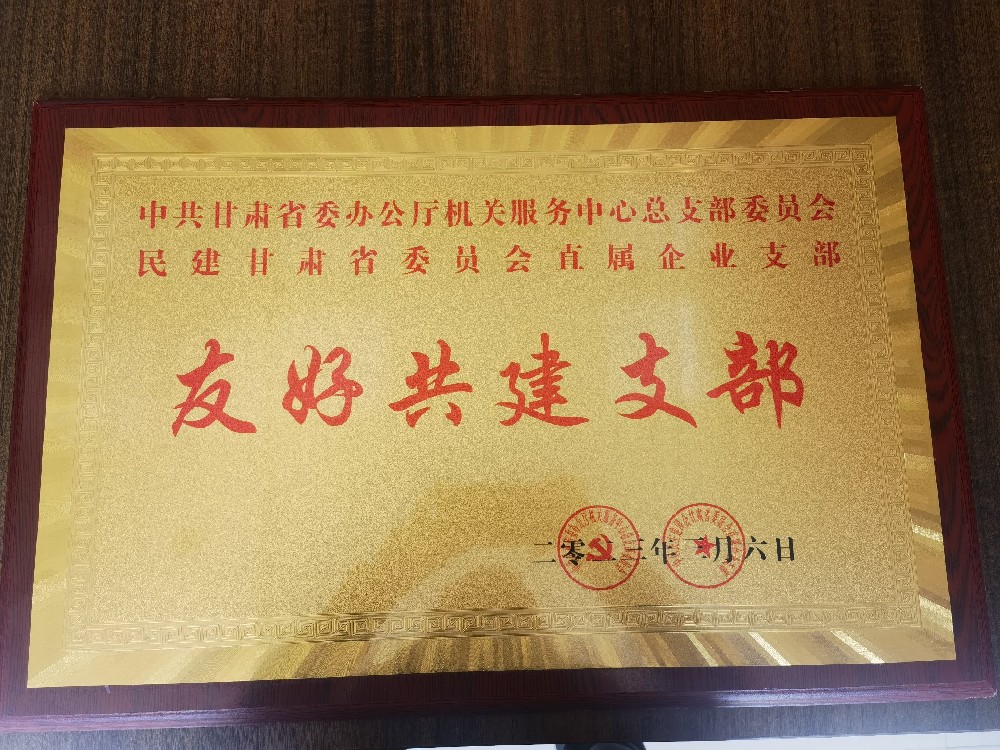 中共甘肃省委办公厅机关服务中心总支部委员会
民建甘肃省委员会直属企业支部
友好共建支部
二零二三年二月六日